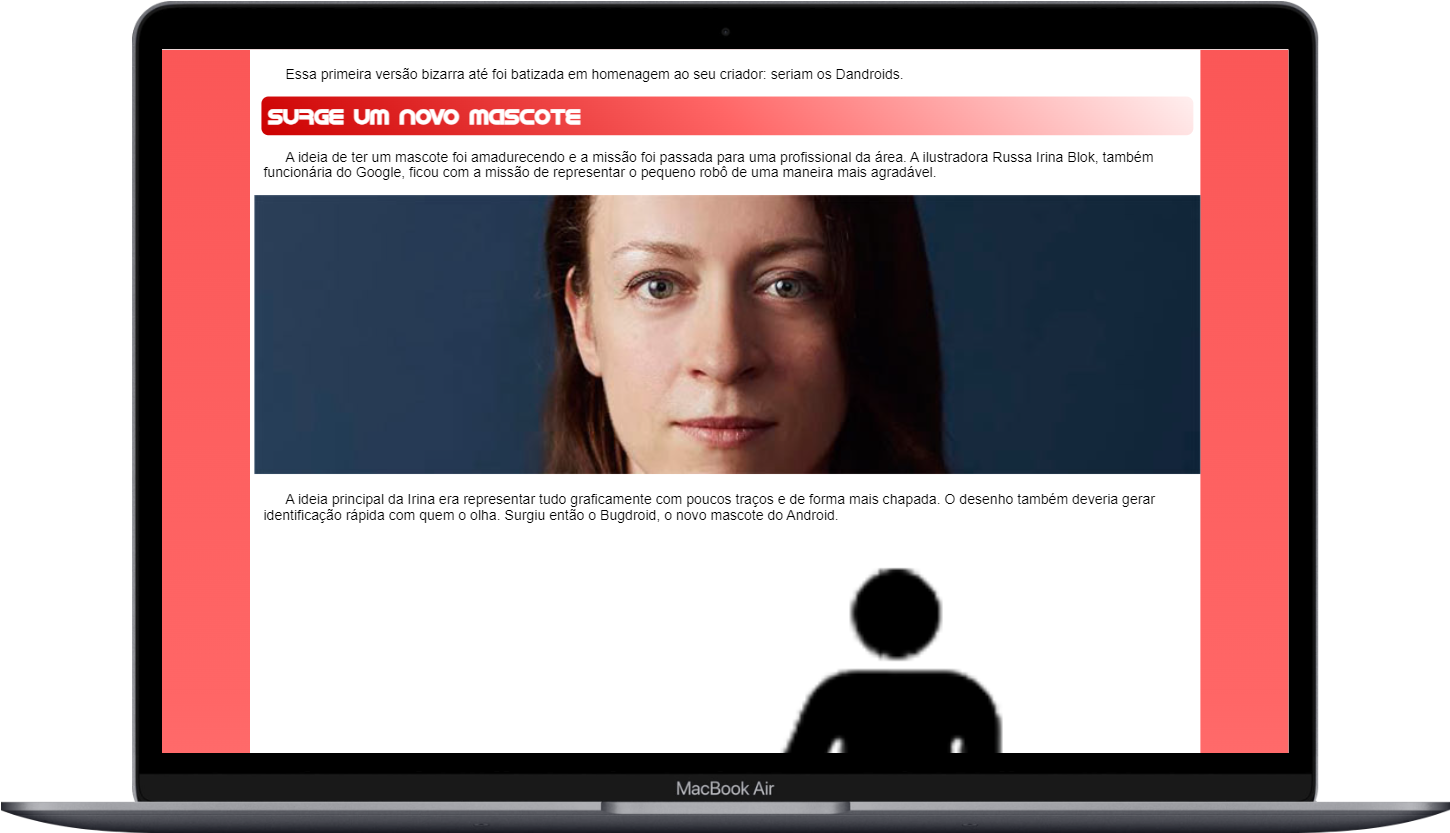 Essa primeira versão bizarra até foi batizada em homenagem ao seu criador: seriam os Dandroids.
SURGE UM NOVO MASCOTE
A ideia de ter um mascote foi amadurecendo e a missão foi passada para uma profissional da área. A ilustradora Russa Irina Blok, também
funcionária do Google, ficou com a missão de representar o pequeno robô de uma maneira mais agradável.
A ideia principal da Irina era representar tudo graficamente com poucos traços e de forma mais chapada. O desenho também deveria gerar
identificação rápida com quem o olha. Surgiu então o Bugdroid, o novo mascote do Android.
MacBook Air